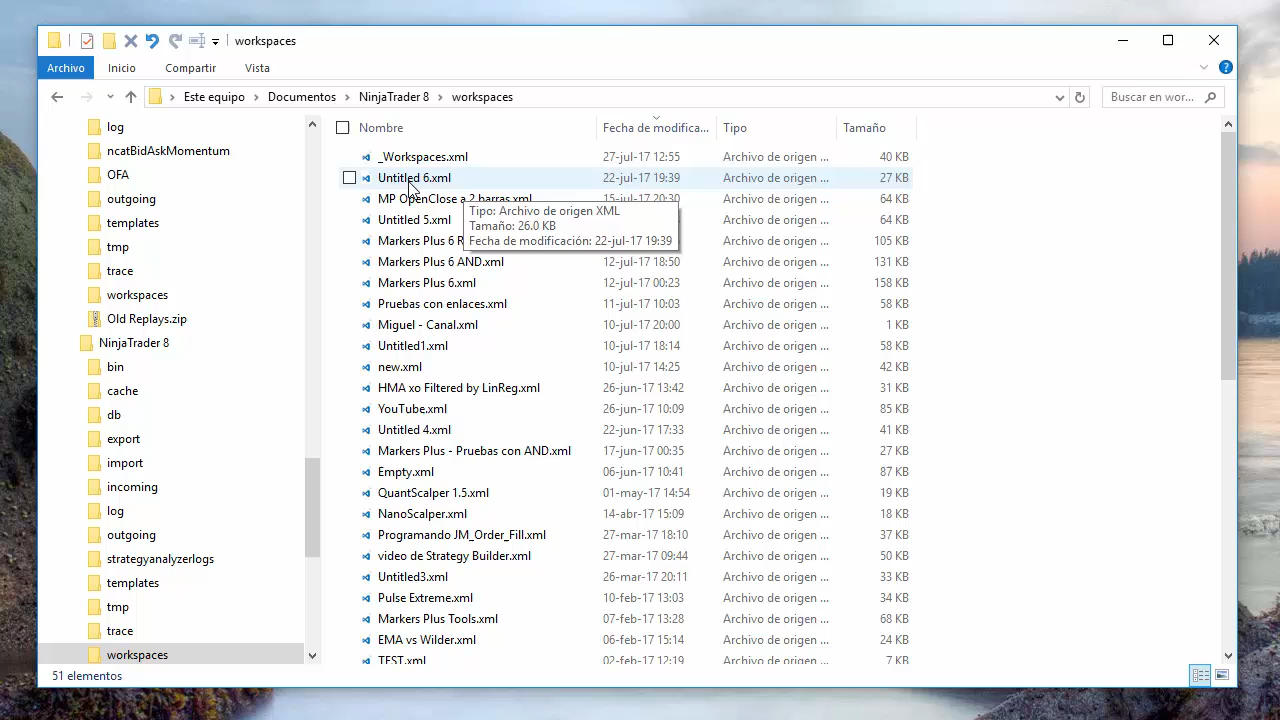 workspaces
Archivo Inicio Compartir Vista
Este equipo Documentos NinjaTrader 8 workspaces Buscar en wor...
log
ncatBidAskMomentum
OFA
outgoing
templates
tmp
trace
workspaces
Old Replays.zip
NinjaTrader 8
bin
cache
db
export
import
incoming
log
outgoing
strategyanalyzerlogs
templates
tmp
trace
workspaces
Nombre Fecha de modifica... Tipo Tamaño
_Workspaces.xml 27-jul-17 12:55 Archivo de origen ... 40 KB
Untitled 6.xml 22-jul-17 19:39 Archivo de origen ... 27 KB
MP OpenClose a 2 barras.xml 15-jul-17 20:30 Archivo de origen ... 64 KB
Untitled 5.xml Archivo de origen ... 64 KB
Markers Plus 6 Archivo de origen ... 105 KB
Tipo: Archivo de origen XML
Tamaño: 26.0 KB
Fecha de modificación: 22-jul-17 19:39
Markers Plus 6 AND.xml 12-jul-17 18:50 Archivo de origen ... 131 KB
Markers Plus 6.xml 12-jul-17 00:23 Archivo de origen ... 158 KB
Pruebas con enlaces.xml 11-jul-17 10:03 Archivo de origen ... 58 KB
Miguel - Canal.xml 10-jul-17 20:00 Archivo de origen ... 1 KB
Untitled1.xml 10-jul-17 18:14 Archivo de origen ... 58 KB
new.xml 10-jul-17 14:25 Archivo de origen ... 42 KB
HMA xo Filtered by LinReg.xml 26-jun-17 13:42 Archivo de origen ... 31 KB
YouTube.xml 26-jun-17 10:09 Archivo de origen ... 85 KB
Untitled 4.xml 22-jun-17 17:33 Archivo de origen ... 41 KB
Markers Plus - Pruebas con AND.xml 17-jun-17 00:35 Archivo de origen ... 27 KB
Empty.xml 06-jun-17 10:41 Archivo de origen ... 87 KB
QuantScalper 1.5.xml 01-may-17 14:54 Archivo de origen ... 19 KB
NanoScalper.xml 14-abr-17 15:09 Archivo de origen ... 18 KB
Programando JM_Order_Fill.xml 27-mar-17 18:10 Archivo de origen ... 37 KB
video de Strategy Builder.xml 27-mar-17 09:44 Archivo de origen ... 50 KB
Untitled3.xml 26-mar-17 20:11 Archivo de origen ... 33 KB
Pulse Extreme.xml 10-feb-17 13:03 Archivo de origen ... 34 KB
Markers Plus Tools.xml 07-feb-17 13:28 Archivo de origen ... 68 KB
EMA vs Wilder.xml 06-feb-17 15:14 Archivo de origen ... 24 KB
TEST.xml 02-feb-17 12:19 Archivo de origen ... 7 KB
51 elementos